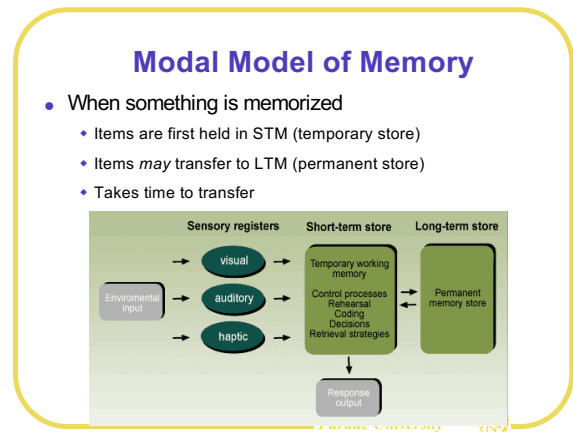 Modal Model of Memory
When something is memorized
Items are first held in STM (temporary store)
Items may transfer to LTM (permanent store)
Takes time to transfer
Sensory registers
Short-term store
Long-term store
visual
auditory
haptic
Enviromental
input
Temporary working
memory
Control processes
Rehearsal
Coding
Decisions
Retrieval strategies
Permanent
memory store
Response
output
Purdue University